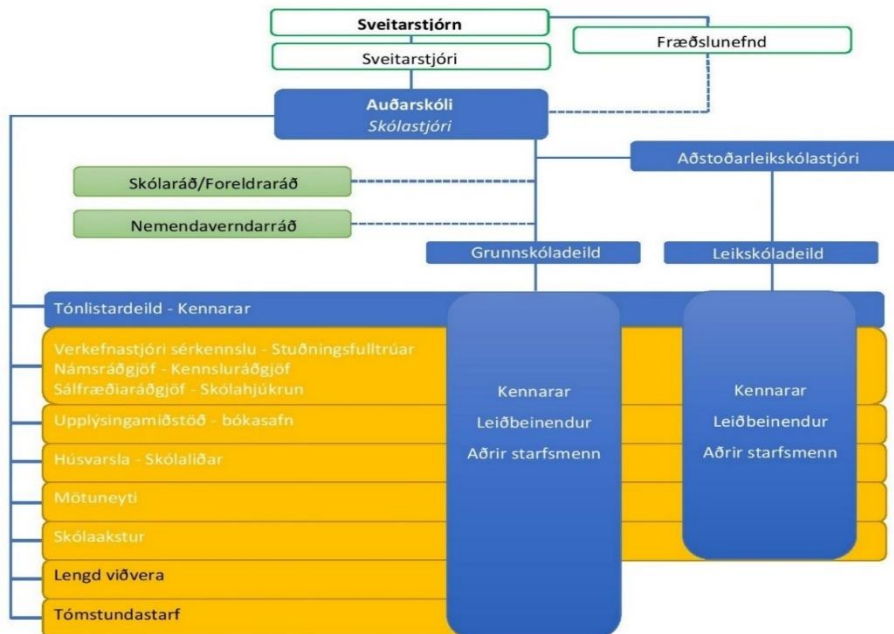 Sveitarstjórn
Fræðslunefnd
Sveitarstjóri
Auðarskóli
Skólastjóri
Aðstoðarleikskólastjóri
Skólaráð/Foreldraráð
Nemendaverndarráð
Grunnskóladeild
Leikskóladeild
Tónlistardeild - Kennarar
Verkefnastjóri sérkennslu - Stuðningsfulltrúar
Námsráðgjöf - Kennsluráðgjöf
Sálfræðiaráðgjöf - Skólahjúkrun
Upplýsingamiðstöð - bókasafn
Húsvarsla - Skólaliðar
Mötuneyti
Skólaakstur
Lengd viðvera
Tómstundastarf
Kennarar
Leiðbeinendur
Aðrir starfsmenn
Kennarar
Leiðbeinendur
Aðrir starfsmenn